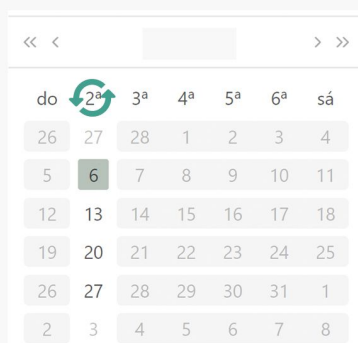 « < > »
do 2ª 3ª 4ª 5ª 6ª sá
26 27 28 1 2 3 4
5 6 7 8 9 10 11
12 13 14 15 16 17 18
19 20 21 22 23 24 25
26 27 28 29 30 31 1
2 3 4 5 6 7 8